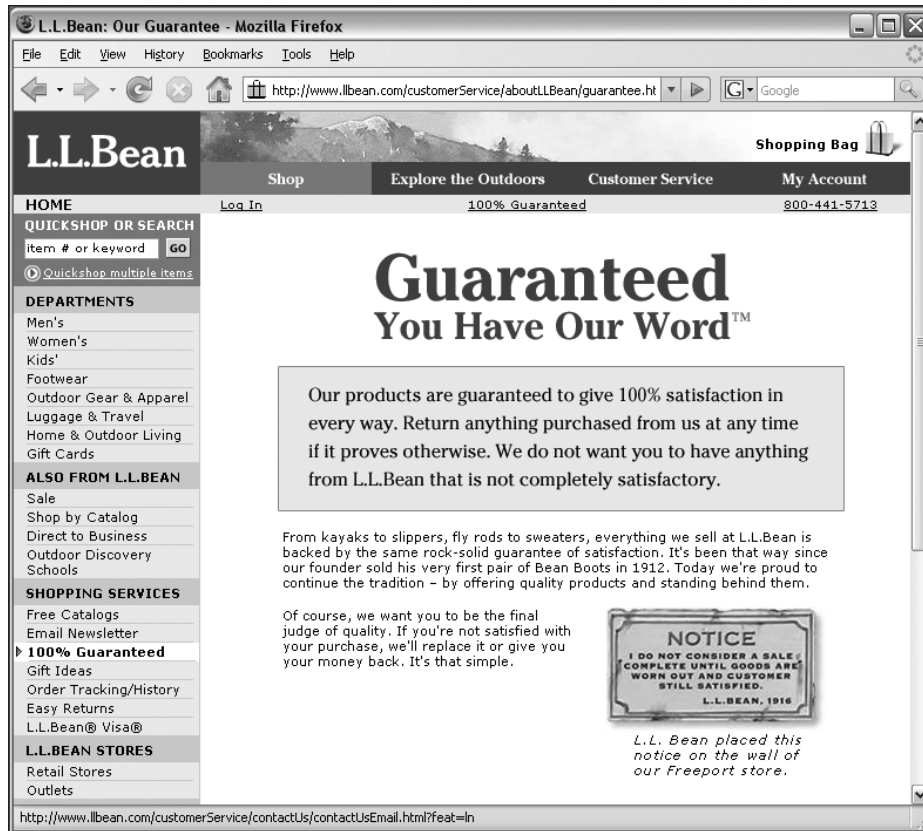 L.L.Bean: Our Guarantee - Mozilla Firefox
File Edit View History Bookmarks Tools Help
http://www.llbean.com/customerService/aboutLLBean/guarantee.ht
G Google
L.L.Bean
Shopping Bag
Shop Explore the Outdoors Customer Service My Account
HOME
Log In 100% Guaranteed 800-441-5713
QUICKSHOP OR SEARCH
item # or keyword GO
Quickshop multiple items
DEPARTMENTS
Men's
Women's
Kids'
Footwear
Outdoor Gear & Apparel
Luggage & Travel
Home & Outdoor Living
Gift Cards
ALSO FROM L.L.BEAN
Sale
Shop by Catalog
Direct to Business
Outdoor Discovery
Schools
SHOPPING SERVICES
Free Catalogs
Email Newsletter
100% Guaranteed
Gift Ideas
Order Tracking/History
Easy Returns
L.L.Bean® Visa®
L.L.BEAN STORES
Retail Stores
Outlets
Guaranteed
You Have Our Word™
Our products are guaranteed to give 100% satisfaction in
every way. Return anything purchased from us at any time
if it proves otherwise. We do not want you to have anything
from L.L.Bean that is not completely satisfactory.
From kayaks to slippers, fly rods to sweaters, everything we sell at L.L.Bean is
backed by the same rock-solid guarantee of satisfaction. It's been that way since
our founder sold his very first pair of Bean Boots in 1912. Today we're proud to
continue the tradition – by offering quality products and standing behind them.
Of course, we want you to be the final
judge of quality. If you're not satisfied with
your purchase, we'll replace it or give you
your money back. It's that simple.
NOTICE
I DO NOT CONSIDER A SALE
COMPLETE UNTIL GOODS ARE
WORN OUT AND CUSTOMER
STILL SATISFIED.
L.L.BEAN, 1916
L.L. Bean placed this
notice on the wall of
our Freeport store.
http://www.llbean.com/customerService/contactUs/contactUsEmail.html?feat=ln